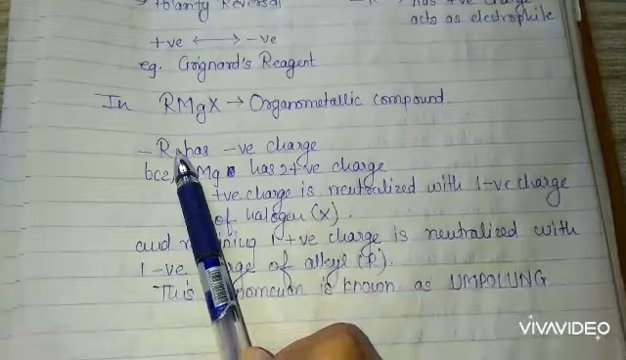 → Polarity Reversal
has +ve charge
acts as electrophile
+ve ⟷ -ve
eg. Grignard's Reagent
In RMgX → Organometallic compound
- R has -ve charge
bcz Mg has 2+ve charge
+ve charge is neutralized with 1-ve charge
of halogen (X).
and 1+ve charge is neutralized with
1-ve of alkyl (R).
This is known as UMPOLUNG
VIVAVIDEO